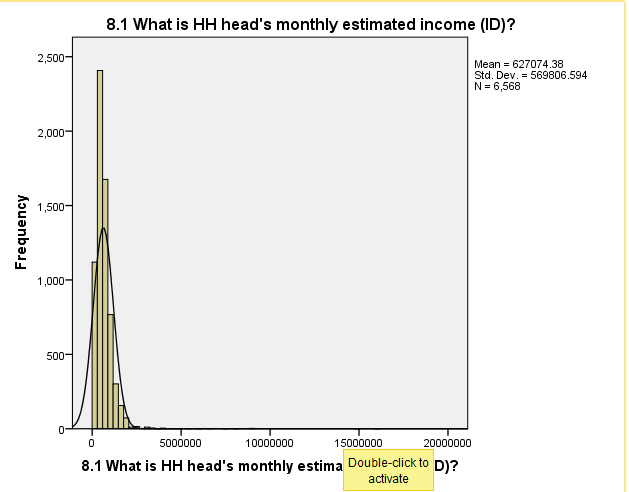 8.1 What is HH head's monthly estimated income (ID)?
Mean = 627074.38
Std. Dev. = 569806.594
N = 6,568
2,500
2,000
1,500
1,000
500
0
Frequency
0 5000000 10000000 15000000 20000000
8.1 What is HH head's monthly estima D)?
Double-click to
activate